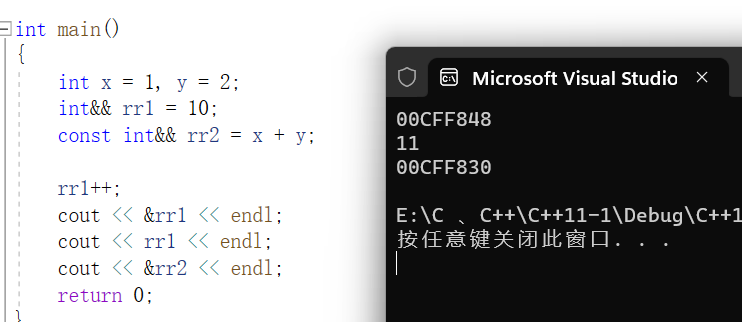 int main()
{
int x = 1, y = 2;
int&& rr1 = 10;
const int&& rr2 = x + y;
rr1++;
cout << &rr1 << endl;
cout << rr1 << endl;
cout << &rr2 << endl;
return 0;
}
Microsoft Visual Studio
00CFF848
11
00CFF830
E:\C 、C++\C++11-1\Debug\C++1
按任意键关闭此窗口. . .